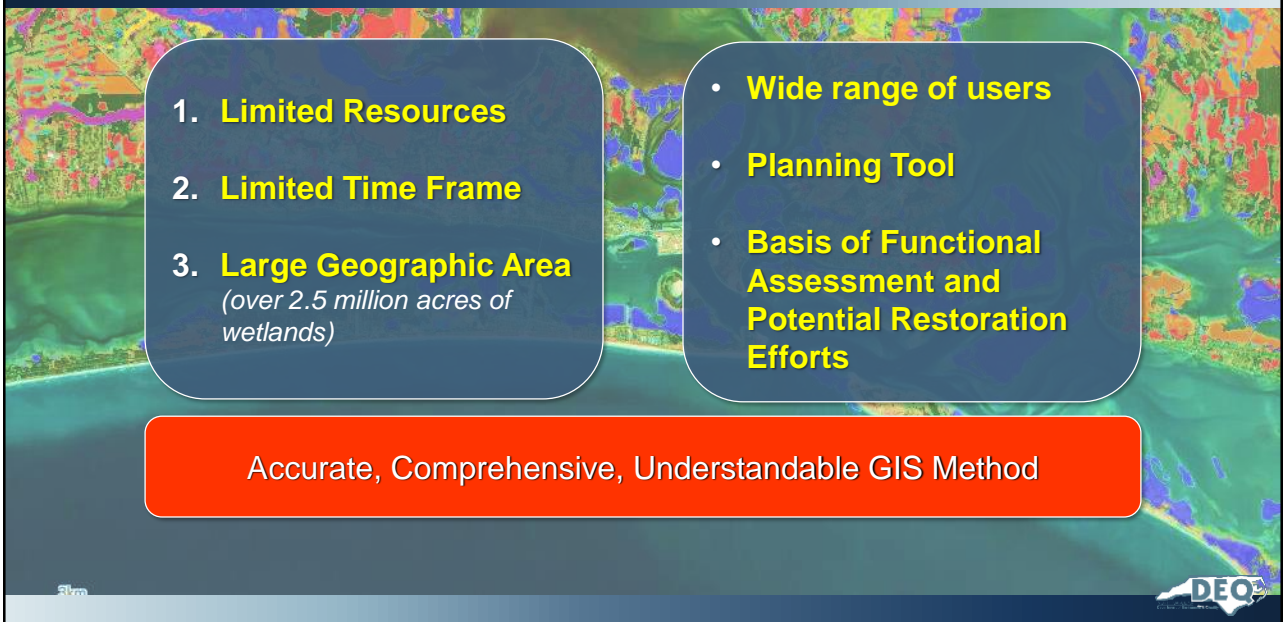 1. Limited Resources
2. Limited Time Frame
3. Large Geographic Area
(over 2.5 million acres of
wetlands)
• Wide range of users
• Planning Tool
• Basis of Functional
Assessment and
Potential Restoration
Efforts
Accurate, Comprehensive, Understandable GIS Method
3km
DEQ